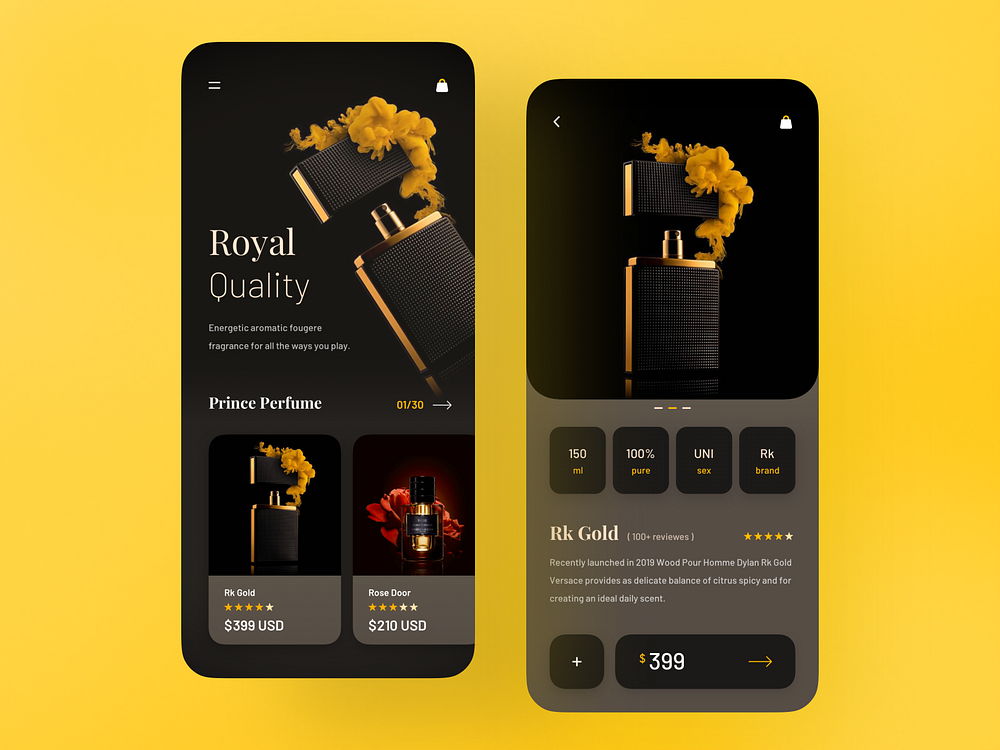 Royal
Quality
Energetic aromatic fougere
fragrance for all the ways you play.
Prince Perfume
01/30
Rk Gold
$399 USD
Rose Door
$210 USD
150
ml
100%
pure
UNI
sex
Rk
brand
Rk Gold ( 100+ reviewes )
Recently launched in 2019 Wood Pour Homme Dylan Rk Gold
Versace provides as delicate balance of citrus spicy and for
creating an ideal daily scent.
+
$ 399